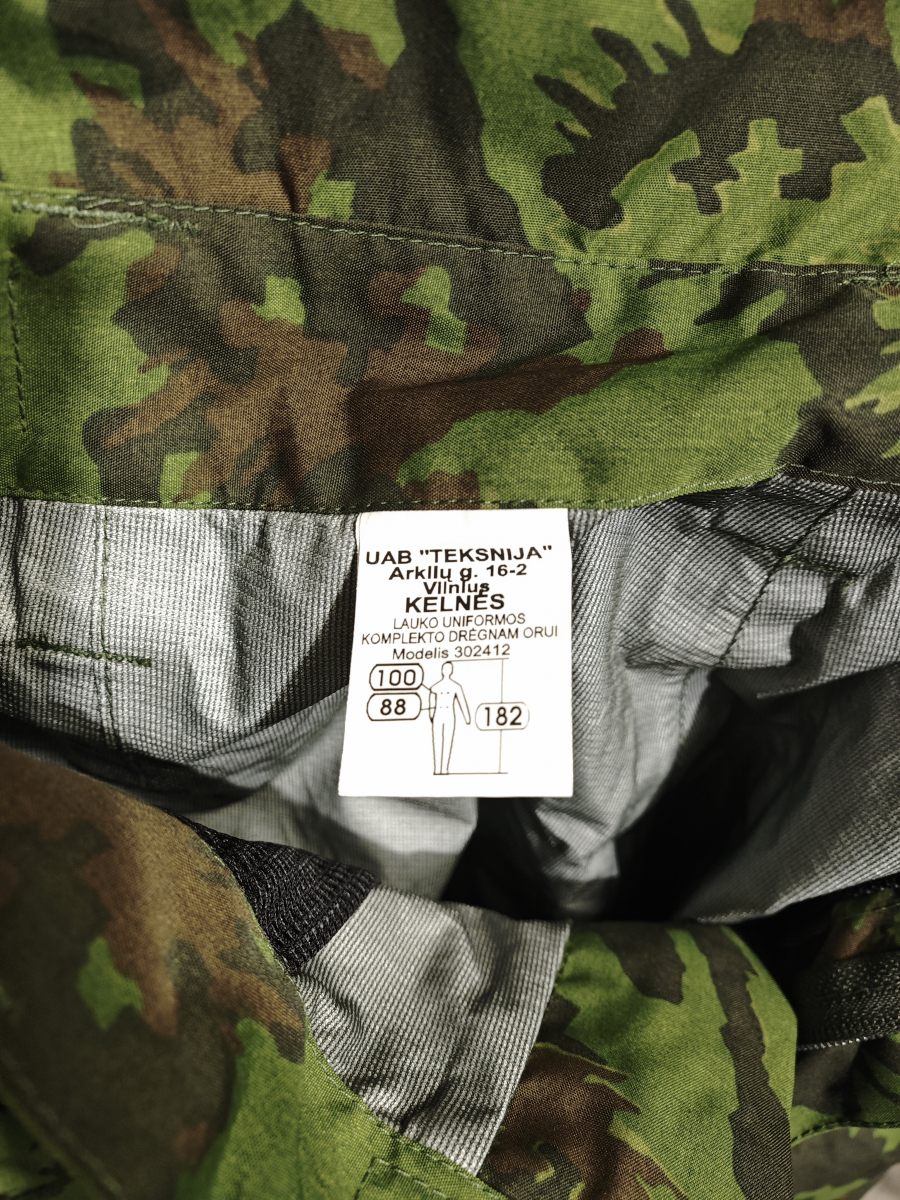 UAB "TEKSNIJA"
Arklių g. 16-2
Vilnius
KELNĖS
LAUKO UNIFORMOS
KOMPLEKTO DRĖGNAM ORUI
Modelis 302412
100
88
182